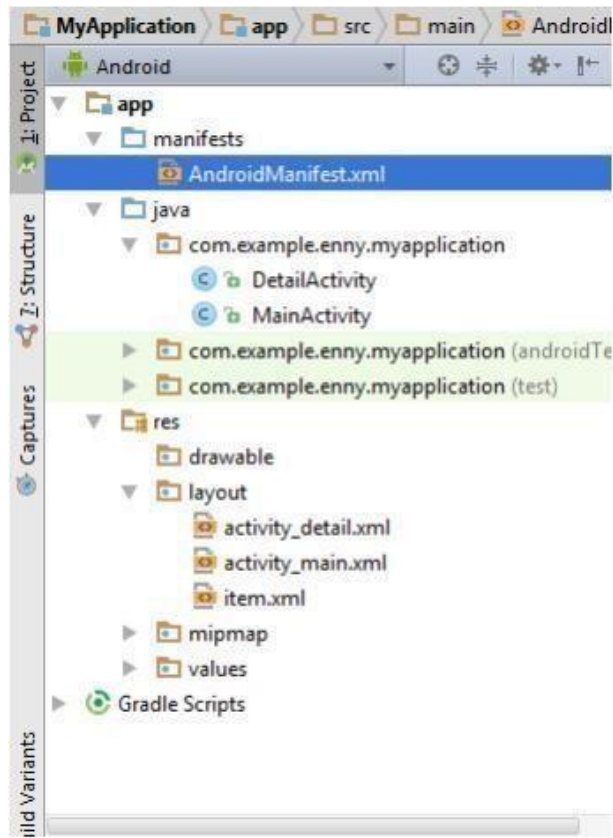 MyApplication app src main AndroidI
Android
1: Project
7: Structure
Captures
ild Variants
app
manifests
AndroidManifest.xml
java
com.example.enny.myapplication
DetailActivity
MainActivity
com.example.enny.myapplication (androidTe
com.example.enny.myapplication (test)
res
drawable
layout
activity_detail.xml
activity_main.xml
item.xml
mipmap
values
Gradle Scripts